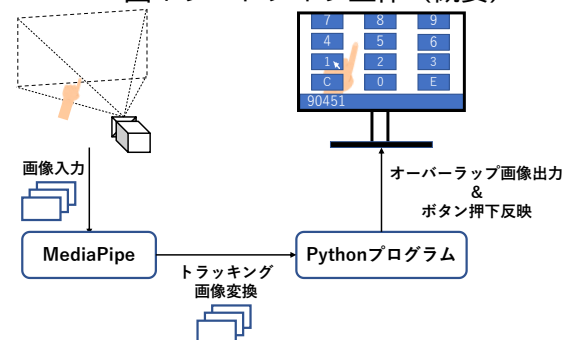 7 8 9
4 5 6
1 2 3
C 0 E
90451
画像入力
オーバーラップ画像出力
&
ボタン押下反映
MediaPipe
Pythonプログラム
トラッキング
画像変換